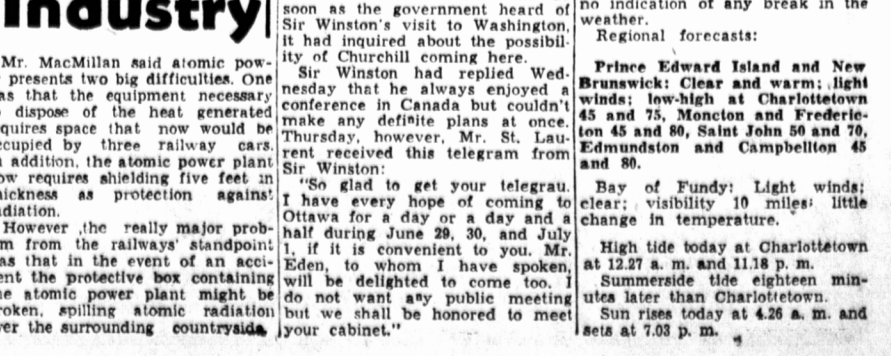 Industry
Mr. MacMillan said atomic pow-
presents two big difficulties. One
as that the equipment necessary
dispose of the heat generated
quires space that now would be
cupied by three railway cars.
addition, the atomic power plant
ow requires shielding five feet in
ickness as protection against
diation.
However ,the really major prob-
m from the railways' standpoint
as that in the event of an acci-
ent the protective box containing
e atomic power plant might be
roken, spilling atomic radiation
er the surrounding countryside.
soon as the government heard of
Sir Winston's visit to Washington,
it had inquired about the possibil-
ity of Churchill coming here.
Sir Winston had replied Wed-
nesday that he always enjoyed a
conference in Canada but couldn't
make any definite plans at once.
Thursday, however, Mr. St. Lau-
rent received this telegram from
Sir Winston:
"So glad to get your telegrau.
I have every hope of coming to
Ottawa for a day or a day and a
half during June 29, 30, and July
1, if it is convenient to you. Mr.
Eden, to whom I have spoken,
will be delighted to come too. I
do not want any public meeting
but we shall be honored to meet
your cabinet."
no indication of any break in the
weather.
Regional forecasts:
Prince Edward Island and New
Brunswick: Clear and warm; light
winds; low-high at Charlottetown
45 and 75, Moncton and Frederic-
ton 45 and 80, Saint John 50 and 70,
Edmundston and Campbellton 45
and 80.
Bay of Fundy: Light winds;
clear; visibility 10 miles; little
change in temperature.
High tide today at Charlottetown
at 12.27 a. m. and 11.18 p. m.
Summerside tide eighteen min-
utes later than Charlottetown.
Sun rises today at 4.26 a. m. and
sets at 7.03 p. m.